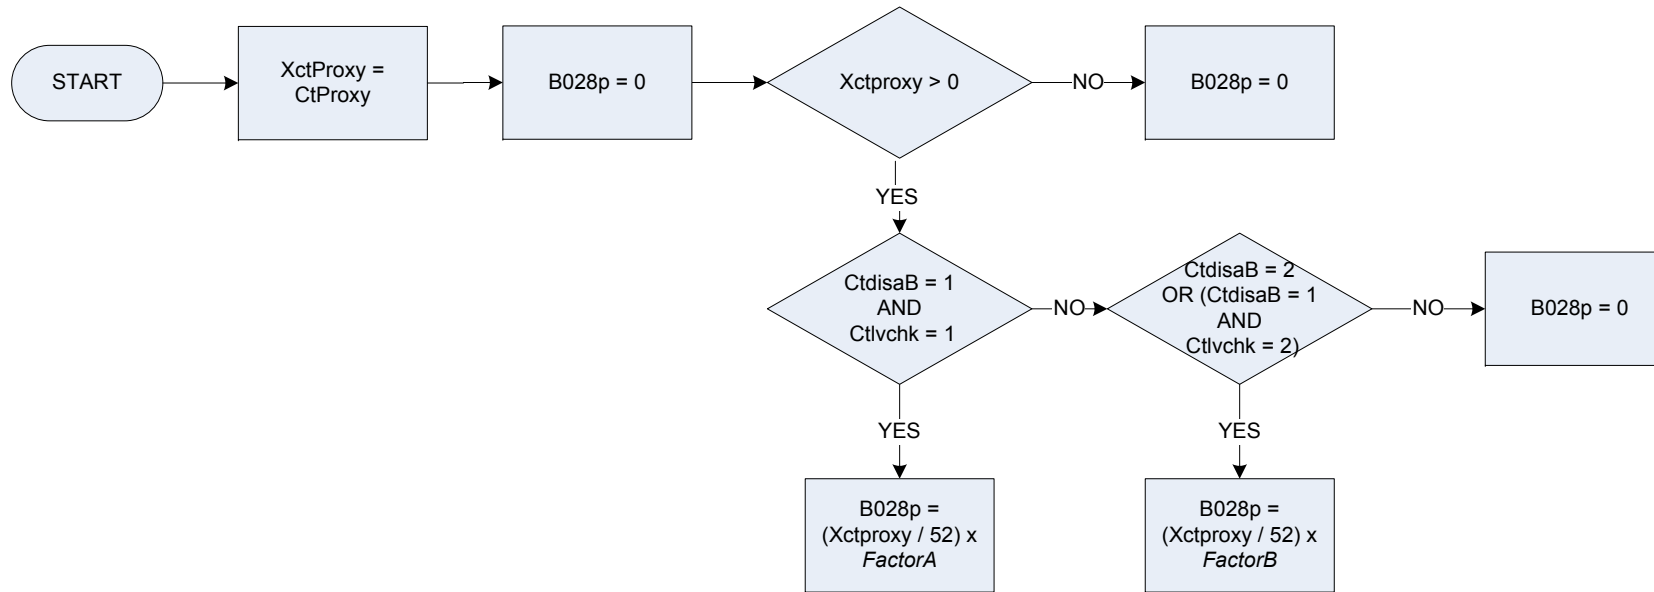 START
XctProxy =
CtProxy
B028p = 0
Xctproxy > 0
NO
B028p = 0
YES
CtdisaB = 1
AND
Ctlvchk = 1
NO
CtdisaB = 2
OR (CtdisaB = 1
AND
Ctlvchk = 2)
NO
B028p = 0
YES
YES
B028p =
(Xctproxy / 52) x
FactorA
B028p =
(Xctproxy / 52) x
FactorB